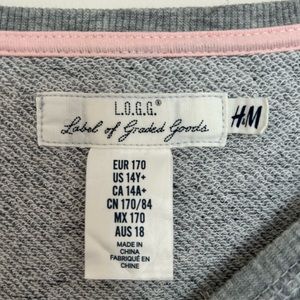 L.O.G.G.®
Label of Graded Goods
H&M
EUR 170
US 14Y+
CA 14A+
CN 170/84
MX 170
AUS 18
MADE IN
CHINA
FABRIQUÉ EN
CHINE